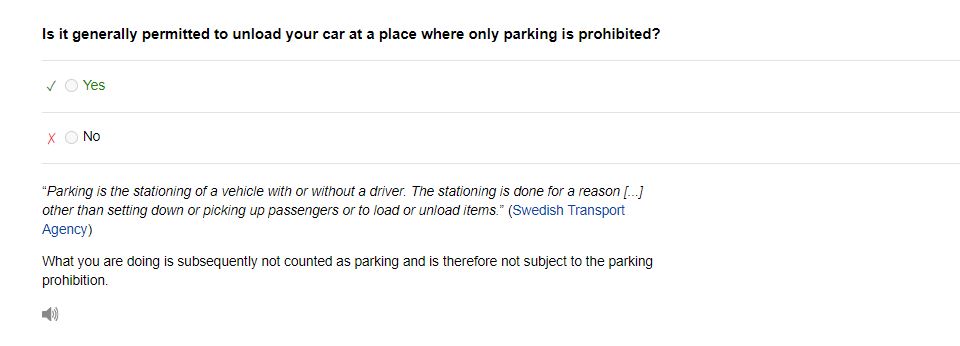 Is it generally permitted to unload your car at a place where only parking is prohibited?
✓ Yes
X No
“Parking is the stationing of a vehicle with or without a driver. The stationing is done for a reason [...]
other than setting down or picking up passengers or to load or unload items.” (Swedish Transport
Agency)
What you are doing is subsequently not counted as parking and is therefore not subject to the parking
prohibition.